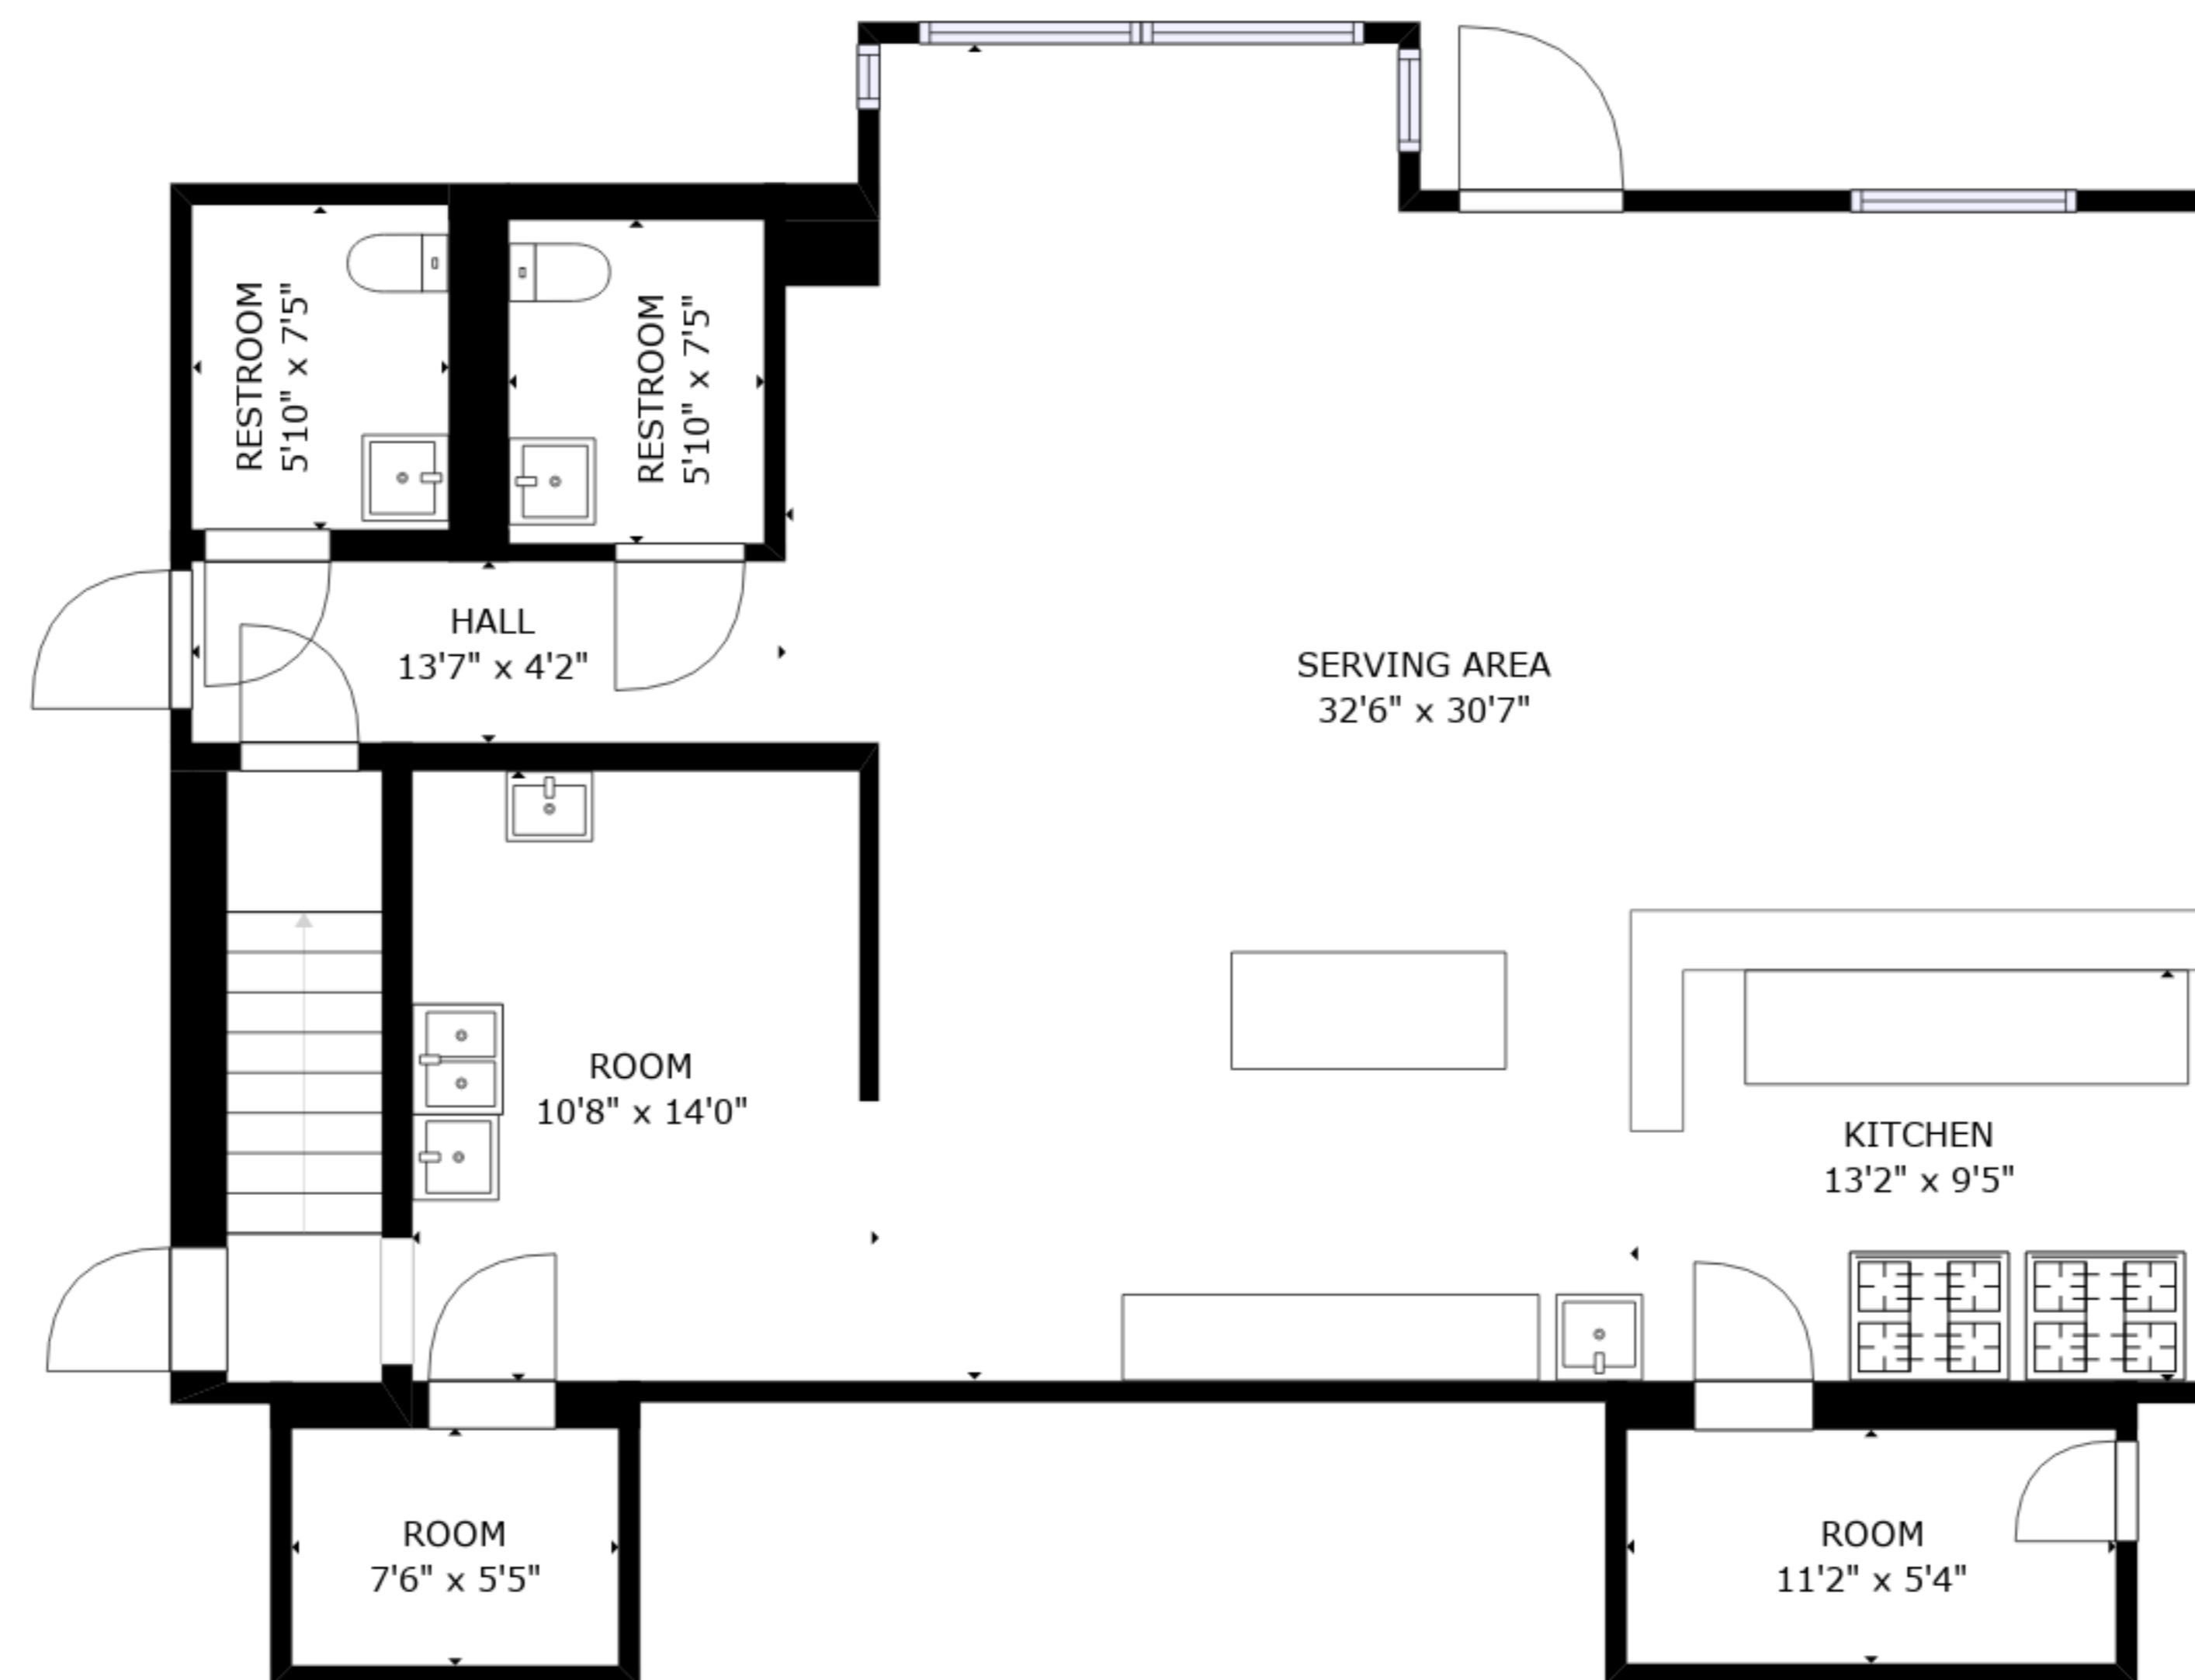 RESTROOM
5'10" x 7'5"
RESTROOM
5'10" x 7'5"
HALL
13'7" x 4'2"
SERVING AREA
32'6" x 30'7"
ROOM
10'8" x 14'0"
KITCHEN
13'2" x 9'5"
ROOM
7'6" x 5'5"
ROOM
11'2" x 5'4"